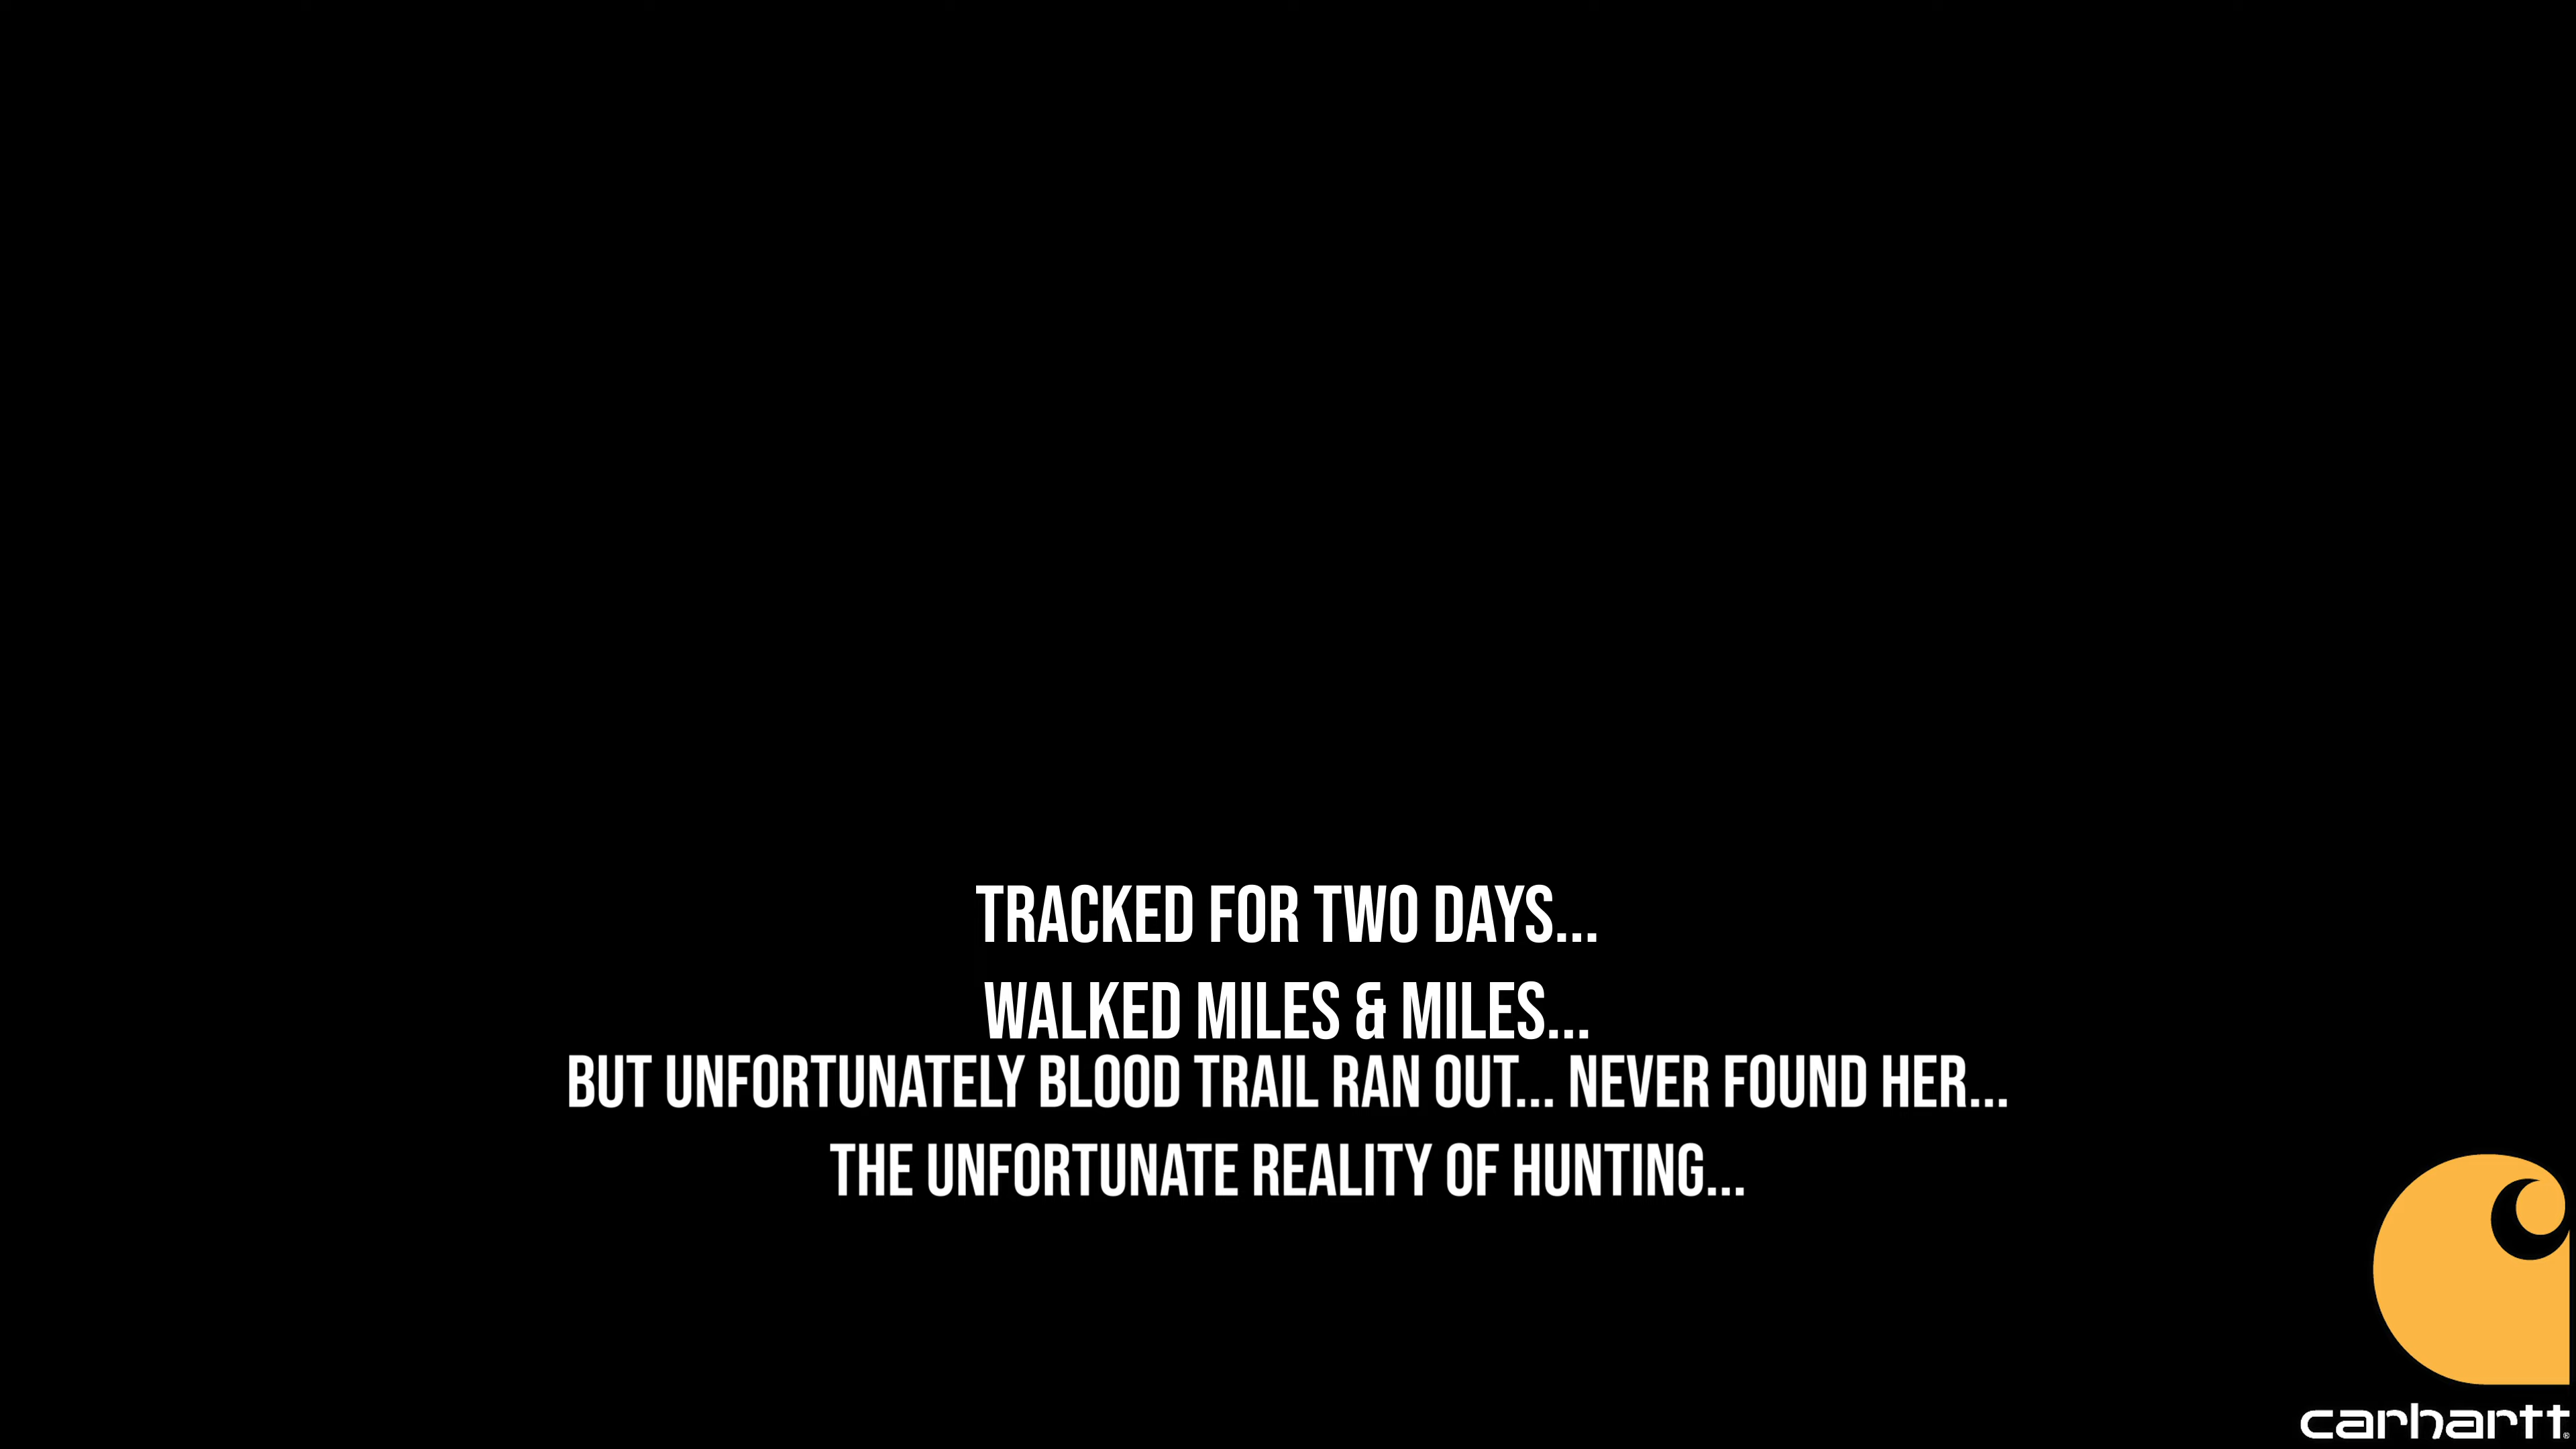 TRACKED FOR TWO DAYS...
WALKED MILES & MILES...
BUT UNFORTUNATELY BLOOD TRAIL RAN OUT... NEVER FOUND HER...
THE UNFORTUNATE REALITY OF HUNTING...
carhartt®